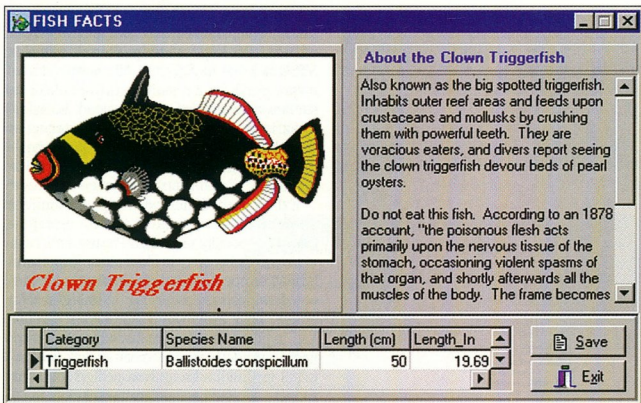 FISH FACTS
About the Clown Triggerfish
Also known as the big spotted triggerfish.
Inhabits outer reef areas and feeds upon
crustaceans and mollusks by crushing
them with powerful teeth. They are
voracious eaters, and divers report seeing
the clown triggerfish devour beds of pearl
oysters.
Do not eat this fish. According to an 1878
account, "the poisonous flesh acts
primarily upon the nervous tissue of the
stomach, occasioning violent spasms of
that organ, and shortly afterwards all the
muscles of the body. The frame becomes
Clown Triggerfish
Category Species Name Length (cm) Length_In
Triggerfish Ballistoides conspicillum 50 19.69
Save
Exit